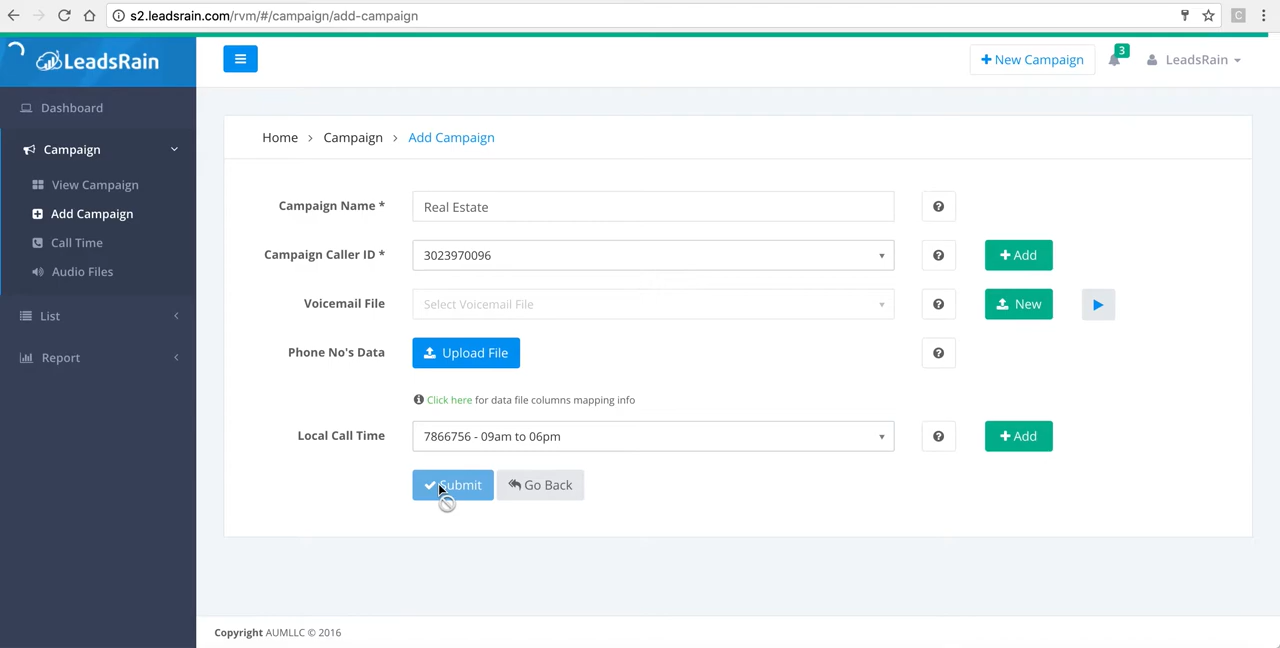 s2.leadsrain.com/rvm/#/campaign/add-campaign
C
LeadsRain
+ New Campaign
3
LeadsRain
Dashboard
Campaign
View Campaign
Add Campaign
Call Time
Audio Files
List
Report
Home > Campaign > Add Campaign
Campaign Name * Real Estate ?
Campaign Caller ID * 3023970096 ? + Add
Voicemail File Select Voicemail File ? New
Phone No's Data Upload File ?
Click here for data file columns mapping info
Local Call Time 7866756 - 09am to 06pm ? + Add
Submit Go Back
Copyright AUMLLC © 2016